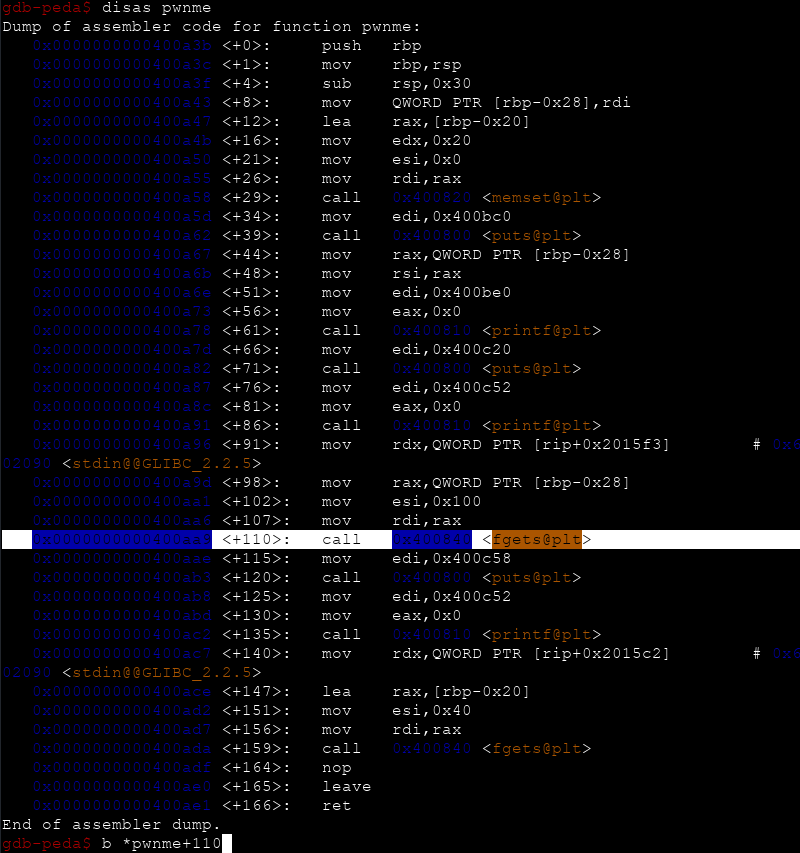 gdb-peda$ disas pwnme
Dump of assembler code for function pwnme:
0x0000000000400a3b <+0>: push rbp
0x0000000000400a3c <+1>: mov rbp,rsp
0x0000000000400a3f <+4>: sub rsp,0x30
0x0000000000400a43 <+8>: mov QWORD PTR [rbp-0x28],rdi
0x0000000000400a47 <+12>: lea rax,[rbp-0x20]
0x0000000000400a4b <+16>: mov edx,0x20
0x0000000000400a50 <+21>: mov esi,0x0
0x0000000000400a55 <+26>: mov rdi,rax
0x0000000000400a58 <+29>: call 0x400820 <memset@plt>
0x0000000000400a5d <+34>: mov edi,0x400bc0
0x0000000000400a62 <+39>: call 0x400800 <puts@plt>
0x0000000000400a67 <+44>: mov rax,QWORD PTR [rbp-0x28]
0x0000000000400a6b <+48>: mov rsi,rax
0x0000000000400a6e <+51>: mov edi,0x400be0
0x0000000000400a73 <+56>: mov eax,0x0
0x0000000000400a78 <+61>: call 0x400810 <printf@plt>
0x0000000000400a7d <+66>: mov edi,0x400c20
0x0000000000400a82 <+71>: call 0x400800 <puts@plt>
0x0000000000400a87 <+76>: mov edi,0x400c52
0x0000000000400a8c <+81>: mov eax,0x0
0x0000000000400a91 <+86>: call 0x400810 <printf@plt>
0x0000000000400a96 <+91>: mov rdx,QWORD PTR [rip+0x2015f3] # 0x6
02090 <stdin@@GLIBC_2.2.5>
0x0000000000400a9d <+98>: mov rax,QWORD PTR [rbp-0x28]
0x0000000000400aa1 <+102>: mov esi,0x100
0x0000000000400aa6 <+107>: mov rdi,rax
0x0000000000400aa9 <+110>: call 0x400840 <fgets@plt>
0x0000000000400aae <+115>: mov edi,0x400c58
0x0000000000400ab3 <+120>: call 0x400800 <puts@plt>
0x0000000000400ab8 <+125>: mov edi,0x400c52
0x0000000000400abd <+130>: mov eax,0x0
0x0000000000400ac2 <+135>: call 0x400810 <printf@plt>
0x0000000000400ac7 <+140>: mov rdx,QWORD PTR [rip+0x2015c2] # 0x6
02090 <stdin@@GLIBC_2.2.5>
0x0000000000400ace <+147>: lea rax,[rbp-0x20]
0x0000000000400ad2 <+151>: mov esi,0x40
0x0000000000400ad7 <+156>: mov rdi,rax
0x0000000000400ada <+159>: call 0x400840 <fgets@plt>
0x0000000000400adf <+164>: nop
0x0000000000400ae0 <+165>: leave
0x0000000000400ae1 <+166>: ret
End of assembler dump.
gdb-peda$ b *pwnme+110